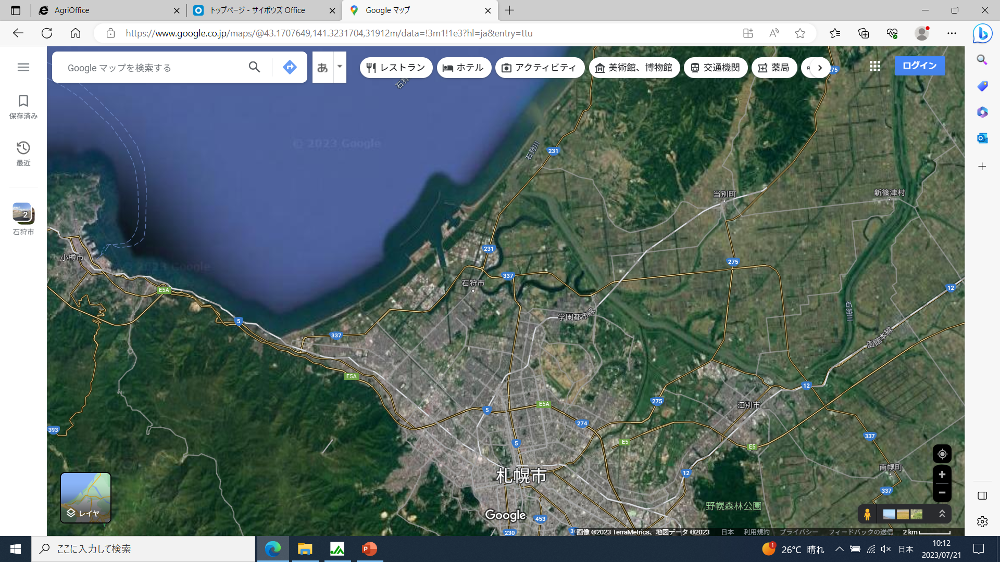 AgriOffice
トップページ - サイボウズ Office
Google マップ
https://www.google.co.jp/maps/@43.1707649,141.3231704,31912m/data=!3m1!1e3?hl=ja&entry=ttu
Google マップを検索する
あ
レストラン
ホテル
アクティビティ
美術館、博物館
交通機関
薬局
275
ログイン
保存済み
最近
2
石狩市
© 2023 Google
石狩川
231
当別町
新篠津村
小樽市
231
275
337
石狩市
E5A
12
学園都市線
石狩川
5
337
函館本線
E5A
12
275
江別市
5
E5A
274
393
337
5
E5
E5
札幌市
12
南幌町
337
野幌森林公園
レイヤ
Google
453
230
画像 ©2023 TerraMetrics、地図データ ©2023
日本
利用規約
プライバシー
フィードバックの送信
2 km
ここに入力して検索
1
26°C 晴れ
日本
10:12
2023/07/21